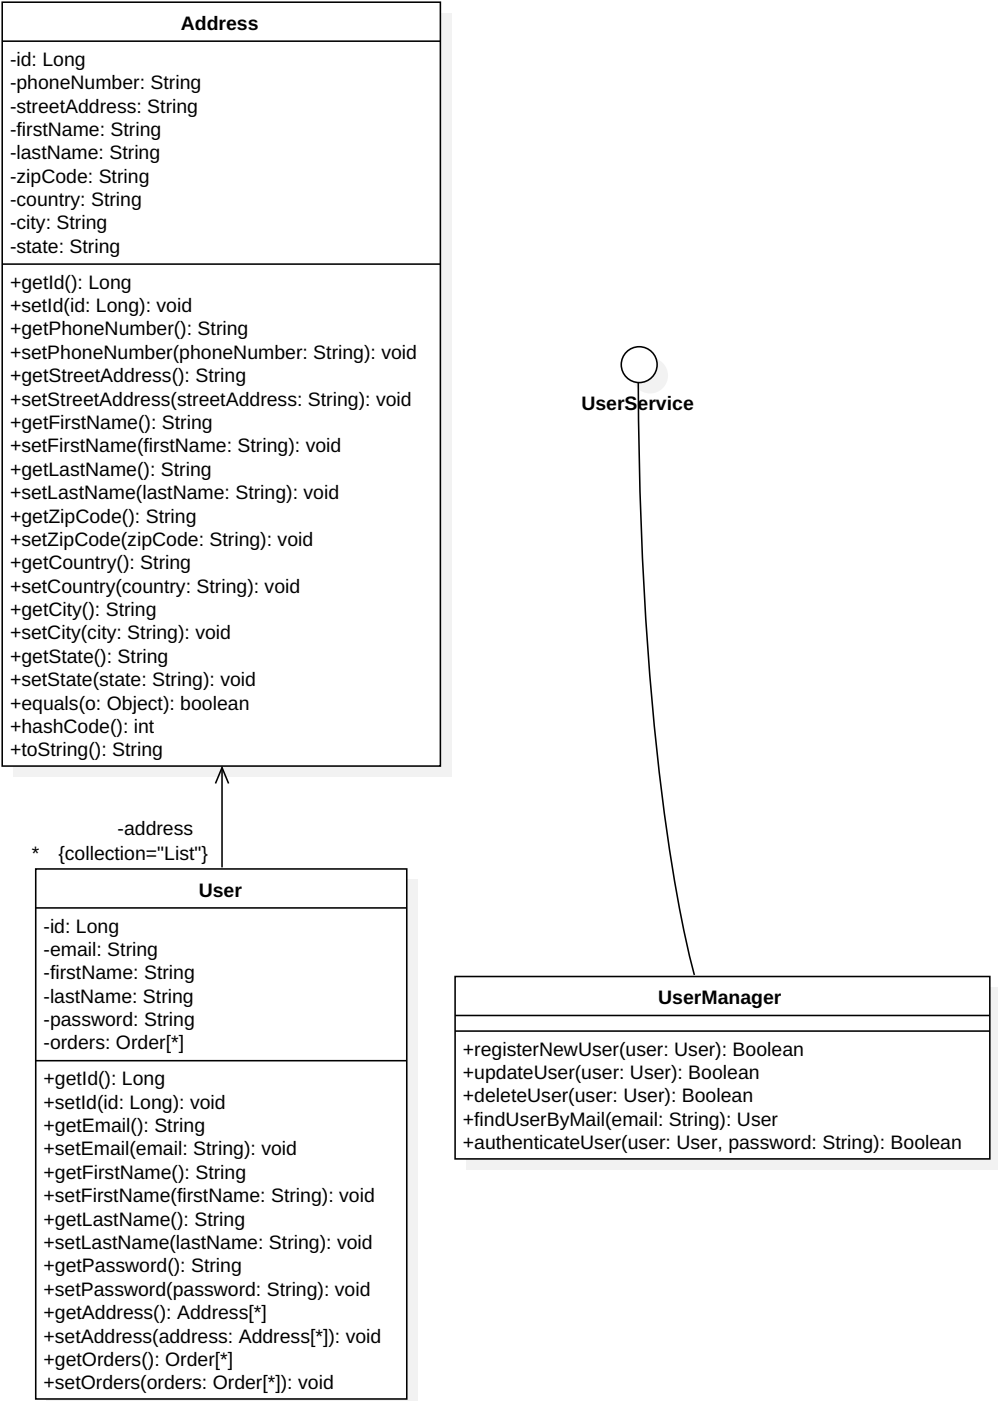 Address
-id: Long
-phoneNumber: String
-streetAddress: String
-firstName: String
-lastName: String
-zipCode: String
-country: String
-city: String
-state: String
+getId(): Long
+setId(id: Long): void
+getPhoneNumber(): String
+setPhoneNumber(phoneNumber: String): void
+getStreetAddress(): String
+setStreetAddress(streetAddress: String): void
+getFirstName(): String
+setFirstName(firstName: String): void
+getLastName(): String
+setLastName(lastName: String): void
+getZipCode(): String
+setZipCode(zipCode: String): void
+getCountry(): String
+setCountry(country: String): void
+getCity(): String
+setCity(city: String): void
+getState(): String
+setState(state: String): void
+equals(o: Object): boolean
+hashCode(): int
+toString(): String
-address
* {collection="List"}
User
-id: Long
-email: String
-firstName: String
-lastName: String
-password: String
-orders: Order[*]
+getId(): Long
+setId(id: Long): void
+getEmail(): String
+setEmail(email: String): void
+getFirstName(): String
+setFirstName(firstName: String): void
+getLastName(): String
+setLastName(lastName: String): void
+getPassword(): String
+setPassword(password: String): void
+getAddress(): Address[*]
+setAddress(address: Address[*]): void
+getOrders(): Order[*]
+setOrders(orders: Order[*]): void
UserService
UserManager
+registerNewUser(user: User): Boolean
+updateUser(user: User): Boolean
+deleteUser(user: User): Boolean
+findUserByMail(email: String): User
+authenticateUser(user: User, password: String): Boolean